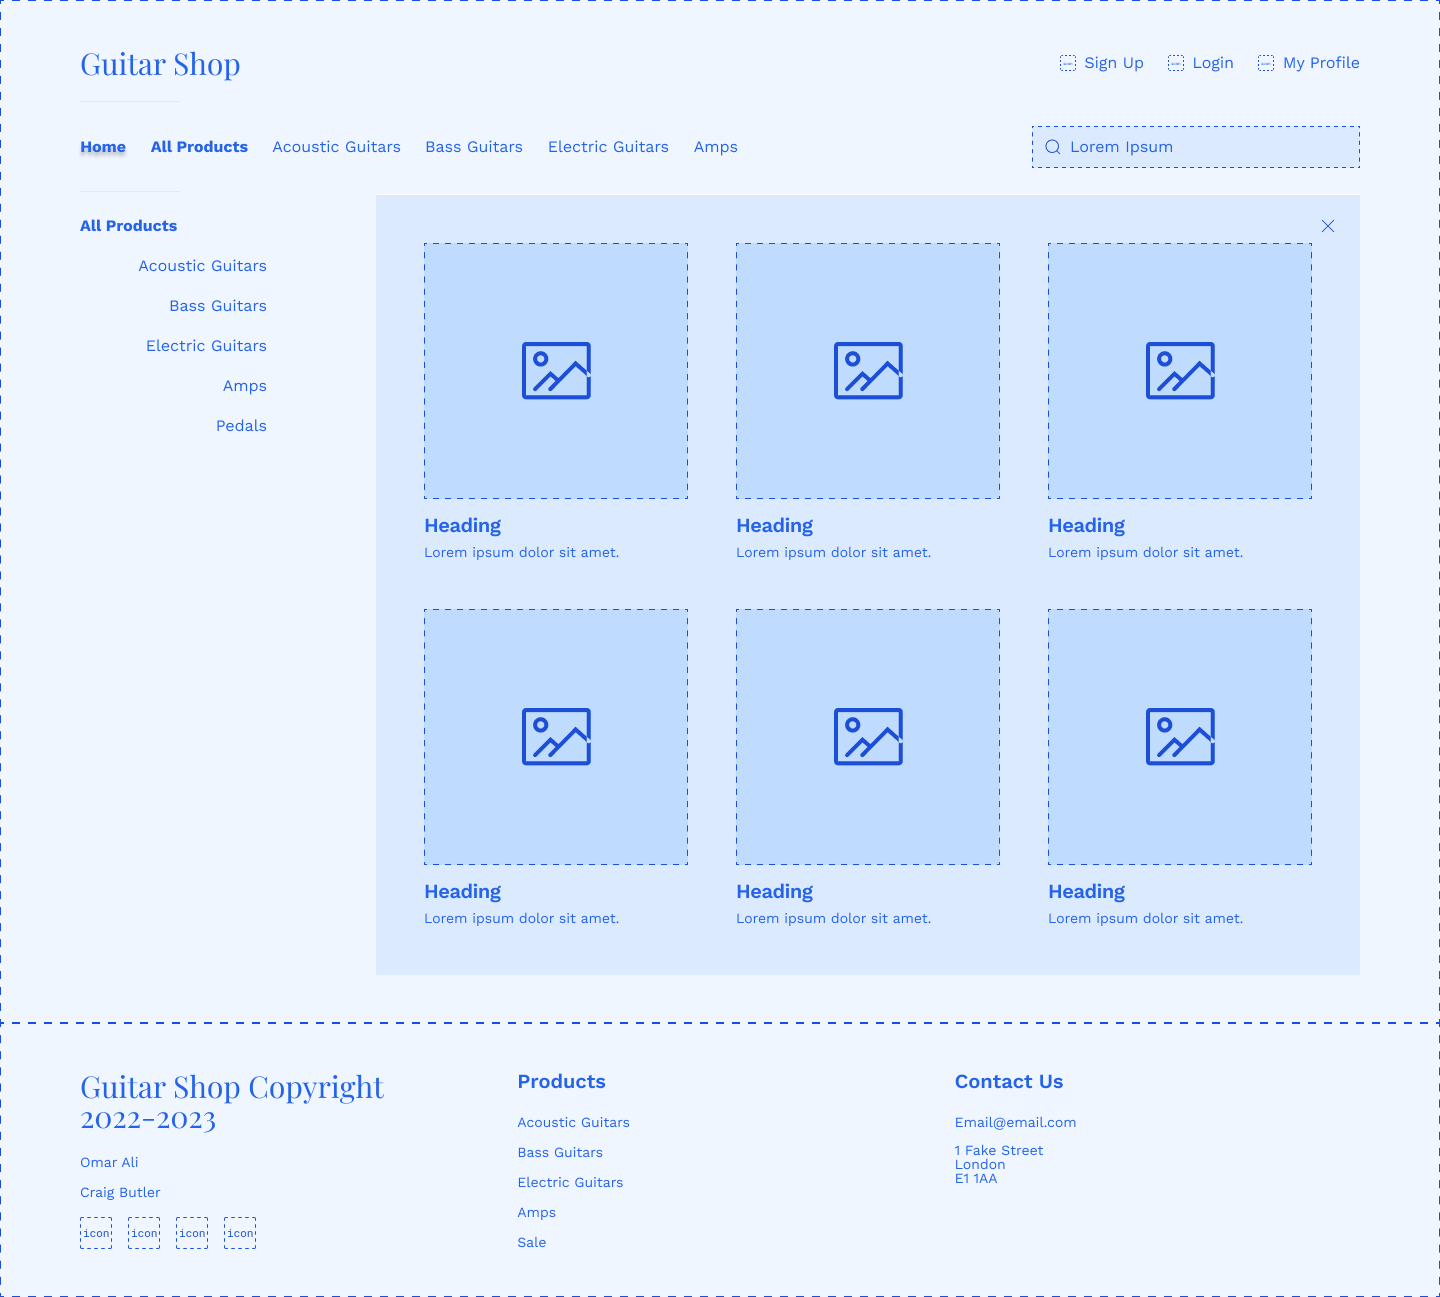 Guitar Shop
Sign Up Login My Profile
Home All Products Acoustic Guitars Bass Guitars Electric Guitars Amps
Lorem Ipsum
All Products
Acoustic Guitars
Bass Guitars
Electric Guitars
Amps
Pedals
Heading Heading Heading
Lorem ipsum dolor sit amet. Lorem ipsum dolor sit amet. Lorem ipsum dolor sit amet.
Heading Heading Heading
Lorem ipsum dolor sit amet. Lorem ipsum dolor sit amet. Lorem ipsum dolor sit amet.
Guitar Shop Copyright
2022-2023
Omar Ali
Craig Butler
icon icon icon icon
Products
Acoustic Guitars
Bass Guitars
Electric Guitars
Amps
Sale
Contact Us
Email@email.com
1 Fake Street
London
E1 1AA